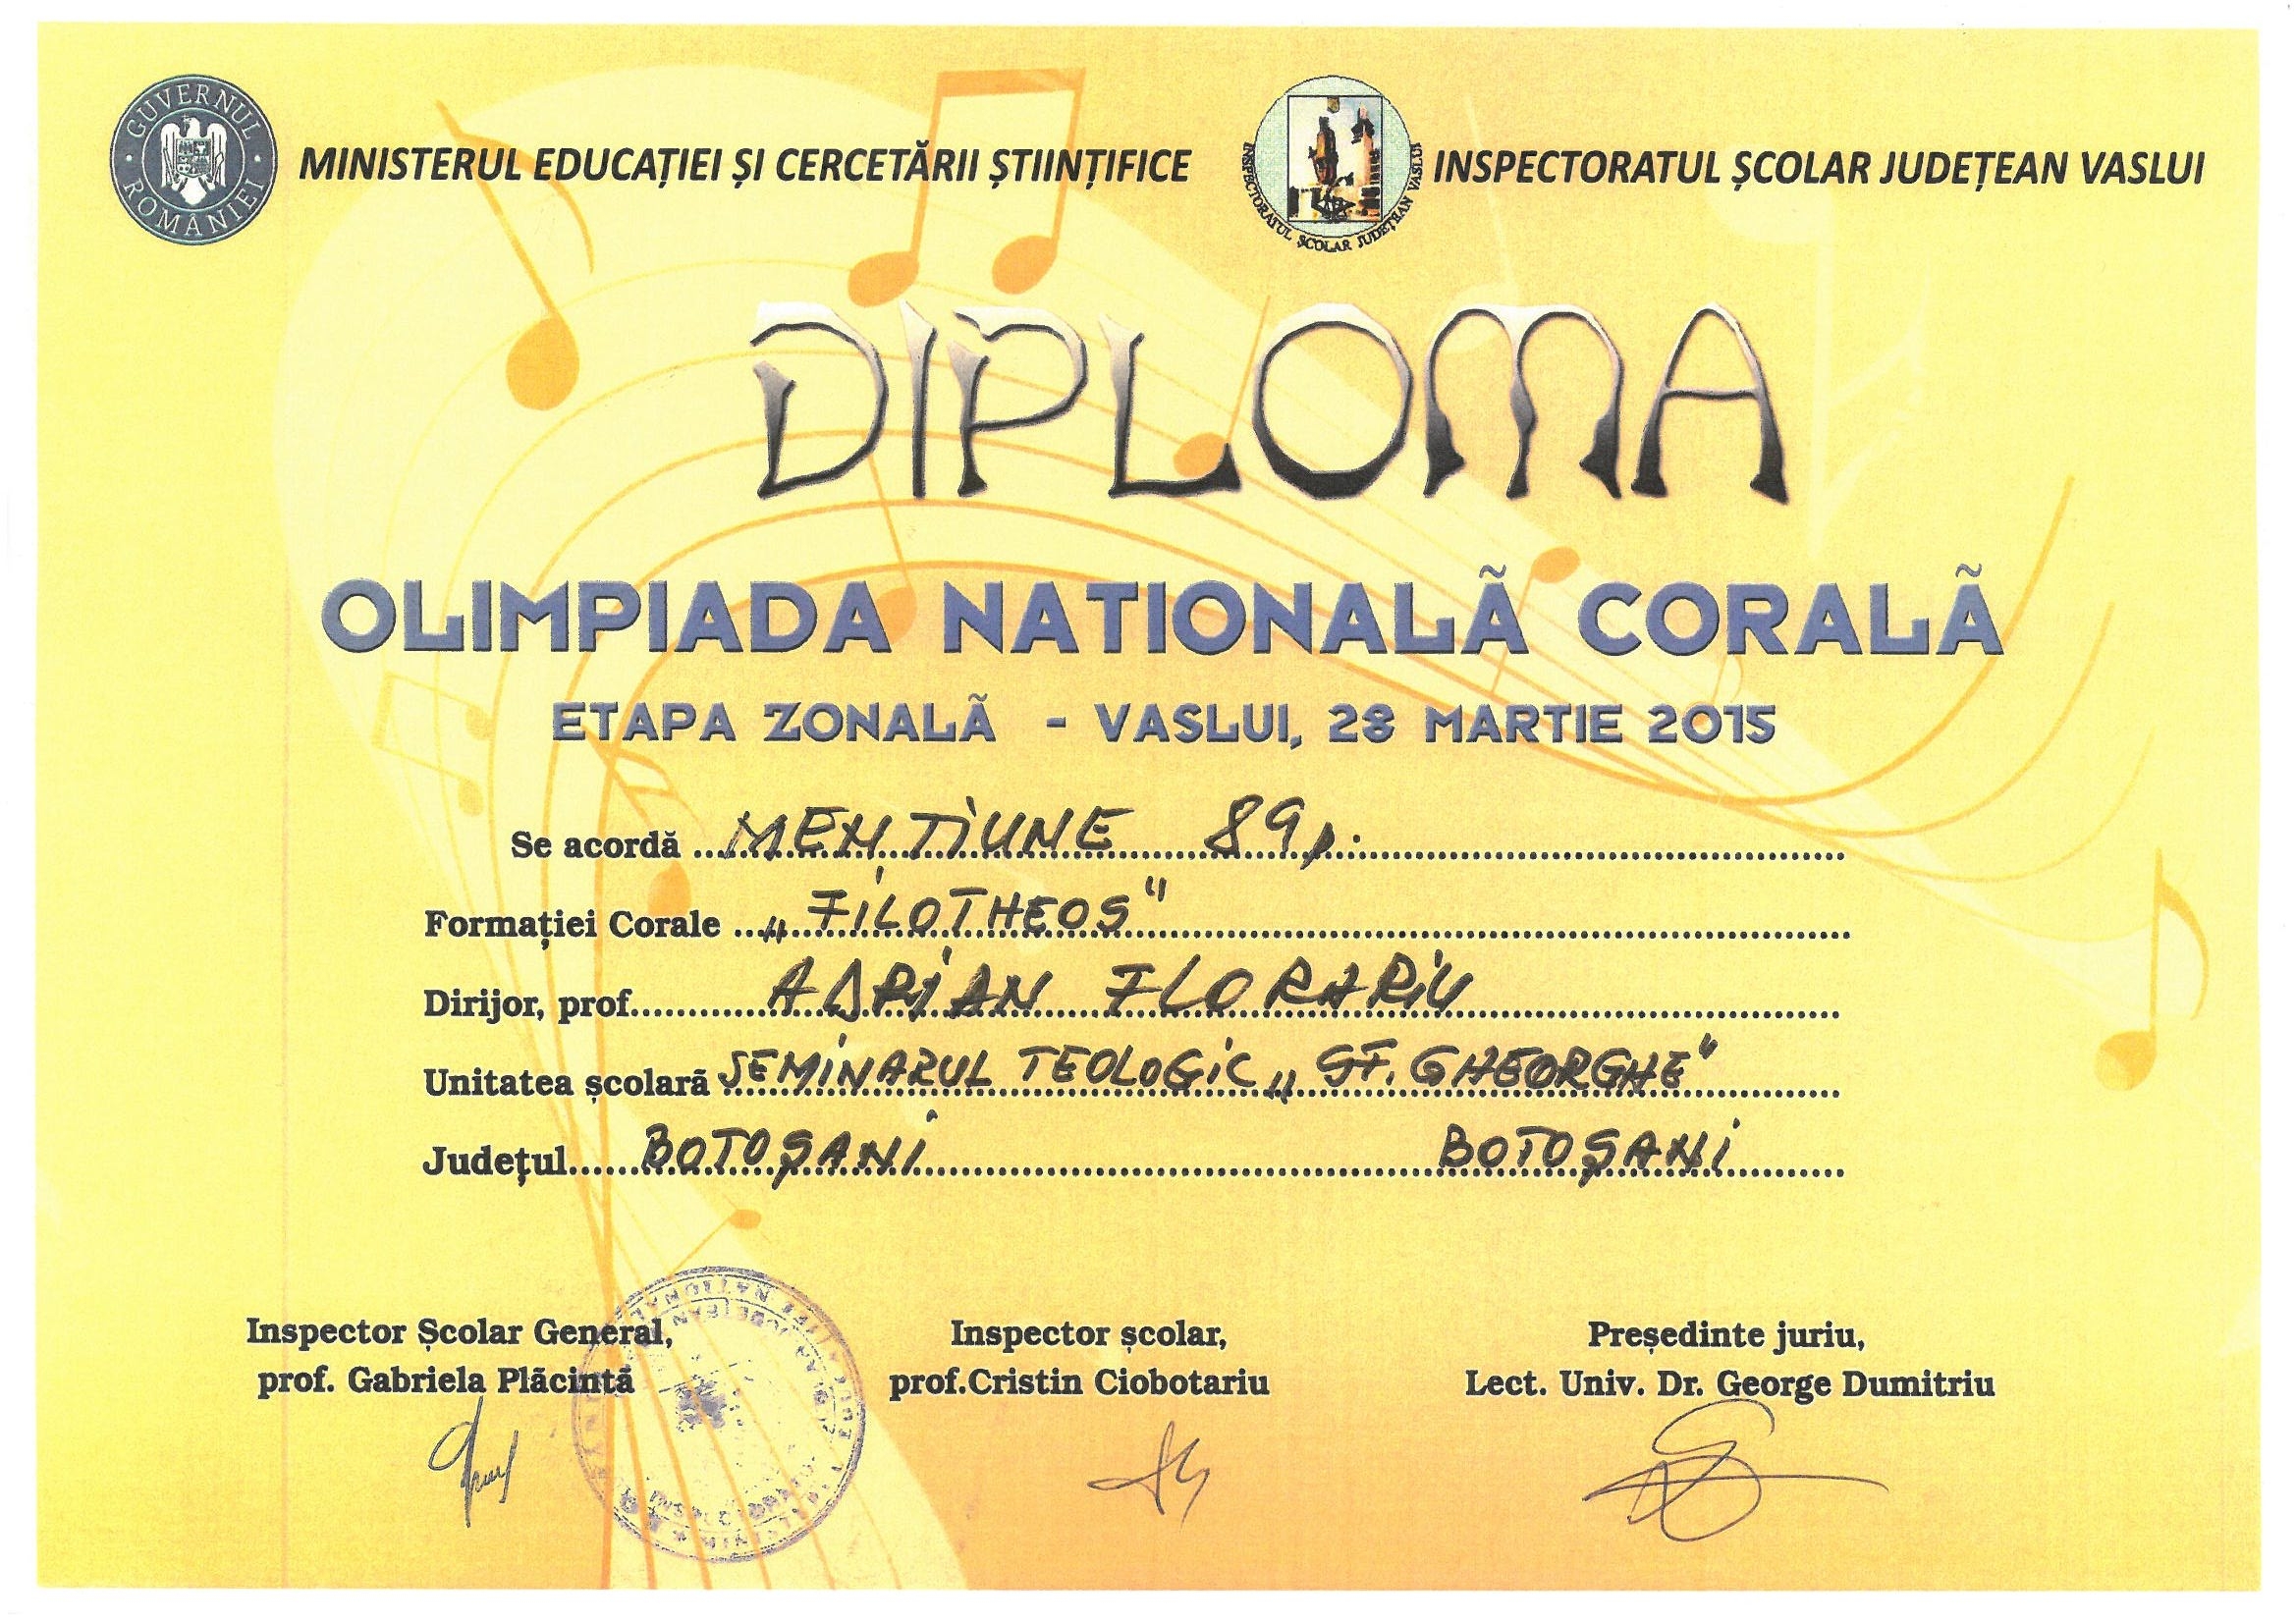 GUVERNUL ROMÂNIEI
MINISTERUL EDUCAȚIEI ȘI CERCETĂRII ȘTIINȚIFICE
INSPECTORATUL ȘCOLAR JUDEȚEAN VASLUI
INSPECTORATUL ȘCOLAR JUDEȚEAN VASLUI
DIPLOMA
OLIMPIADA NATIONALÃ CORALÃ
ETAPA ZONALÃ - VASLUI, 28 MARTIE 2015
Se acordă MENȚIUNE 89p.
Formației Corale „FILOTHEOS"
Dirijor, prof. ADRIAN FLORARIU
Unitatea școlară SEMINARUL TEOLOGIC „SF. GHEORGHE"
Județul BOTOȘANI BOTOȘANI
Inspector Școlar General,
prof. Gabriela Plăcintă
Inspector școlar,
prof.Cristin Ciobotariu
Președinte juriu,
Lect. Univ. Dr. George Dumitriu